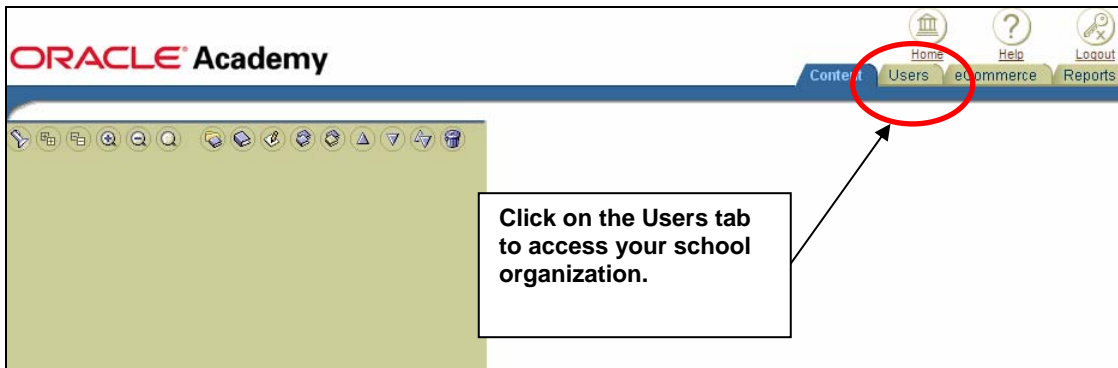 ORACLE Academy
Home Help Logout
Content Users eCommerce Reports
Click on the Users tab
to access your school
organization.